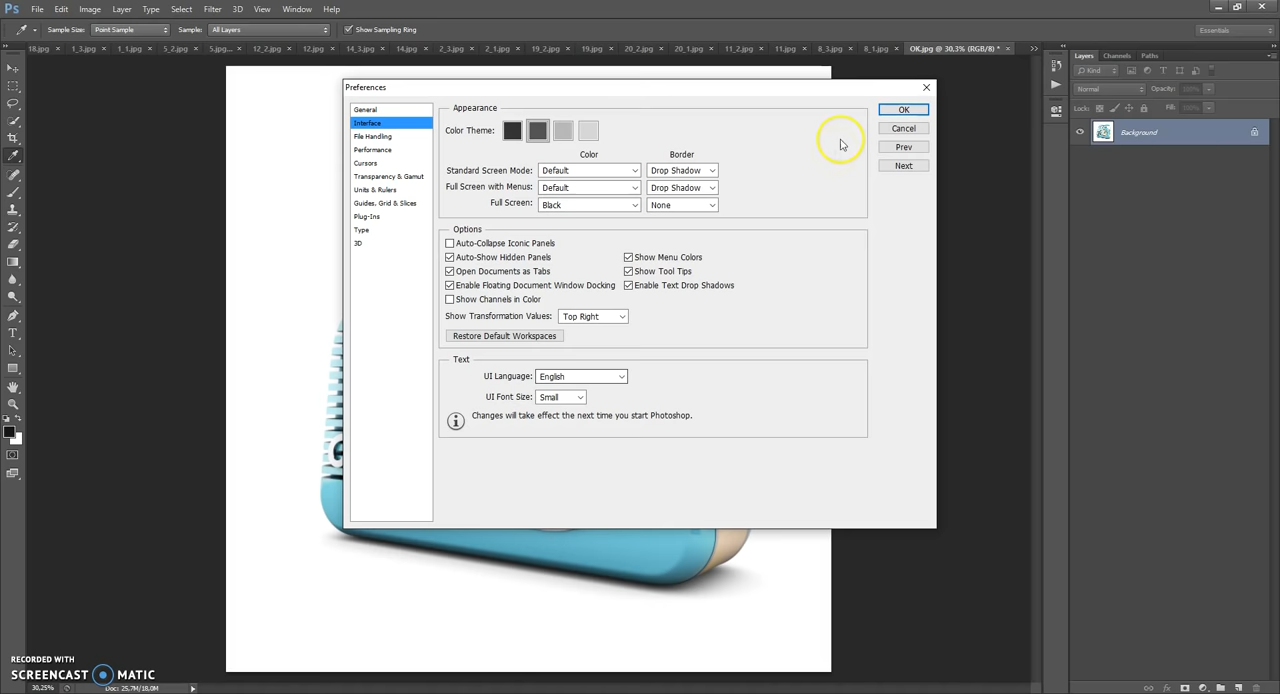 Ps File Edit Image Layer Type Select Filter 3D View Window Help
Sample Size: Point Sample Sample: All Layers Show Sampling Ring Essentials
18.jpg × 1_3.jpg × 1_1.jpg × 5_2.jpg × 5.jpg... × 12_2.jpg × 12.jpg × 14_3.jpg × 14.jpg × 2_3.jpg × 2_1.jpg × 19_2.jpg × 19.jpg × 20_2.jpg × 20_1.jpg × 11_2.jpg × 11.jpg × 8_3.jpg × 8_1.jpg × OK.jpg @ 30,3% (RGB/8) * ×
Layers Channels Paths
Kind
Normal Opacity: 100%
Lock: Fill: 100%
Background
Preferences
General
Interface
File Handling
Performance
Cursors
Transparency & Gamut
Units & Rulers
Guides, Grid & Slices
Plug-Ins
Type
3D
Appearance
Color Theme:
Color Border
Standard Screen Mode: Default Drop Shadow
Full Screen with Menus: Default Drop Shadow
Full Screen: Black None
Options
Auto-Collapse Iconic Panels
Auto-Show Hidden Panels Show Menu Colors
Open Documents as Tabs Show Tool Tips
Enable Floating Document Window Docking Enable Text Drop Shadows
Show Channels in Color
Show Transformation Values: Top Right
Restore Default Workspaces
Text
UI Language: English
UI Font Size: Small
Changes will take effect the next time you start Photoshop.
OK
Cancel
Prev
Next
RECORDED WITH
SCREENCAST MATIC
30,25% Doc: 25,7M/18,0M